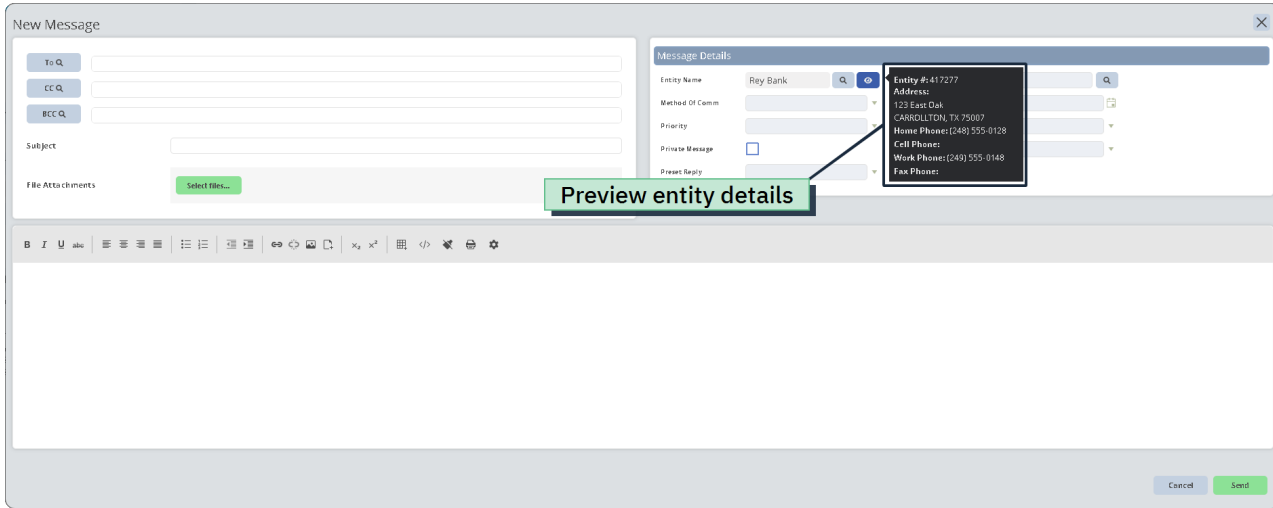 New Message
To
CC
BCC
Subject
File Attachments
Select files...
Message Details
Entity Name
Rey Bank
Method Of Comm
Priority
Private Message
Preset Reply
Entity #: 417277
Address:
123 East Oak
CARROLLTON, TX 75007
Home Phone: (248) 555-0128
Cell Phone:
Work Phone: (249) 555-0148
Fax Phone:
Preview entity details
B I U abc
x₂ x²
Cancel
Send